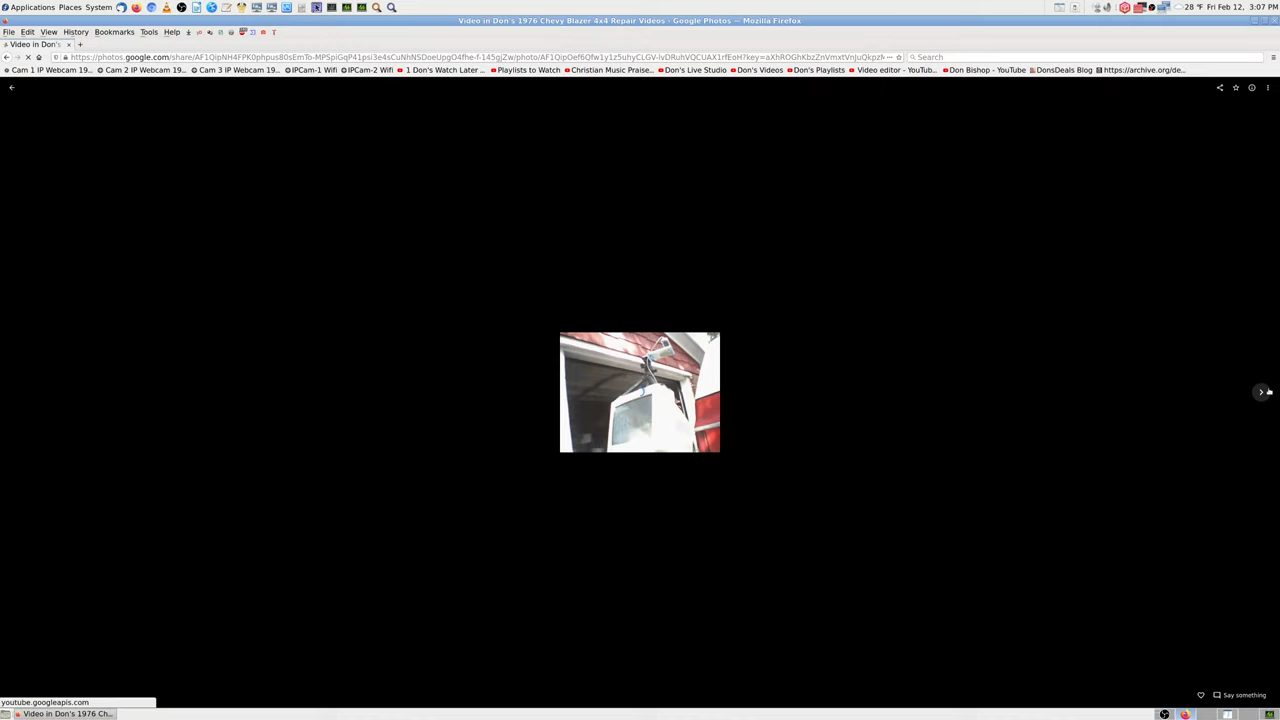 Applications Places System 28 °F Fri Feb 12, 3:07 PM
Video in Don's 1976 Chevy Blazer 4x4 Repair Videos - Google Photos — Mozilla Firefox
File Edit View History Bookmarks Tools Help
Video in Don's × +
Search
Cam 1 IP Webcam 19... Cam 2 IP Webcam 19... Cam 3 IP Webcam 19... IPCam-1 Wifi IPCam-2 Wifi 1 Don's Watch Later ... Playlists to Watch Christian Music Praise... Don's Live Studio Don's Videos Don's Playlists Video editor - YouTub... Don Bishop - YouTube DonsDeals Blog https://archive.org/de...
Say something
youtube.googleapis.com
Video in Don's 1976 Ch...